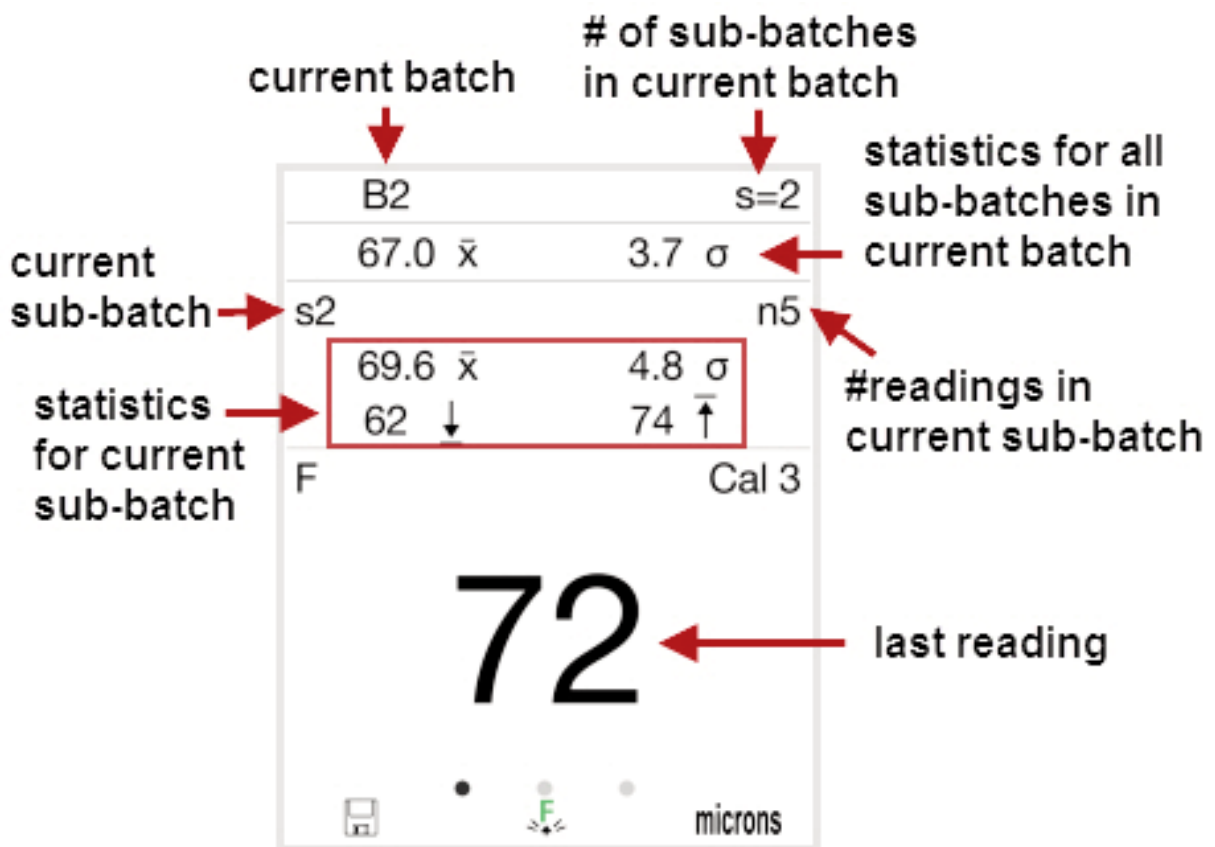 # of sub-batches
in current batch
current batch
statistics for all
sub-batches in
current batch
B2 s=2
67.0 x̄ 3.7 σ
current
sub-batch
s2 n5
69.6 x̄ 4.8 σ
62 ↓ 74 ↑
statistics
for current
sub-batch
#readings in
current sub-batch
F Cal 3
72
last reading
F
microns